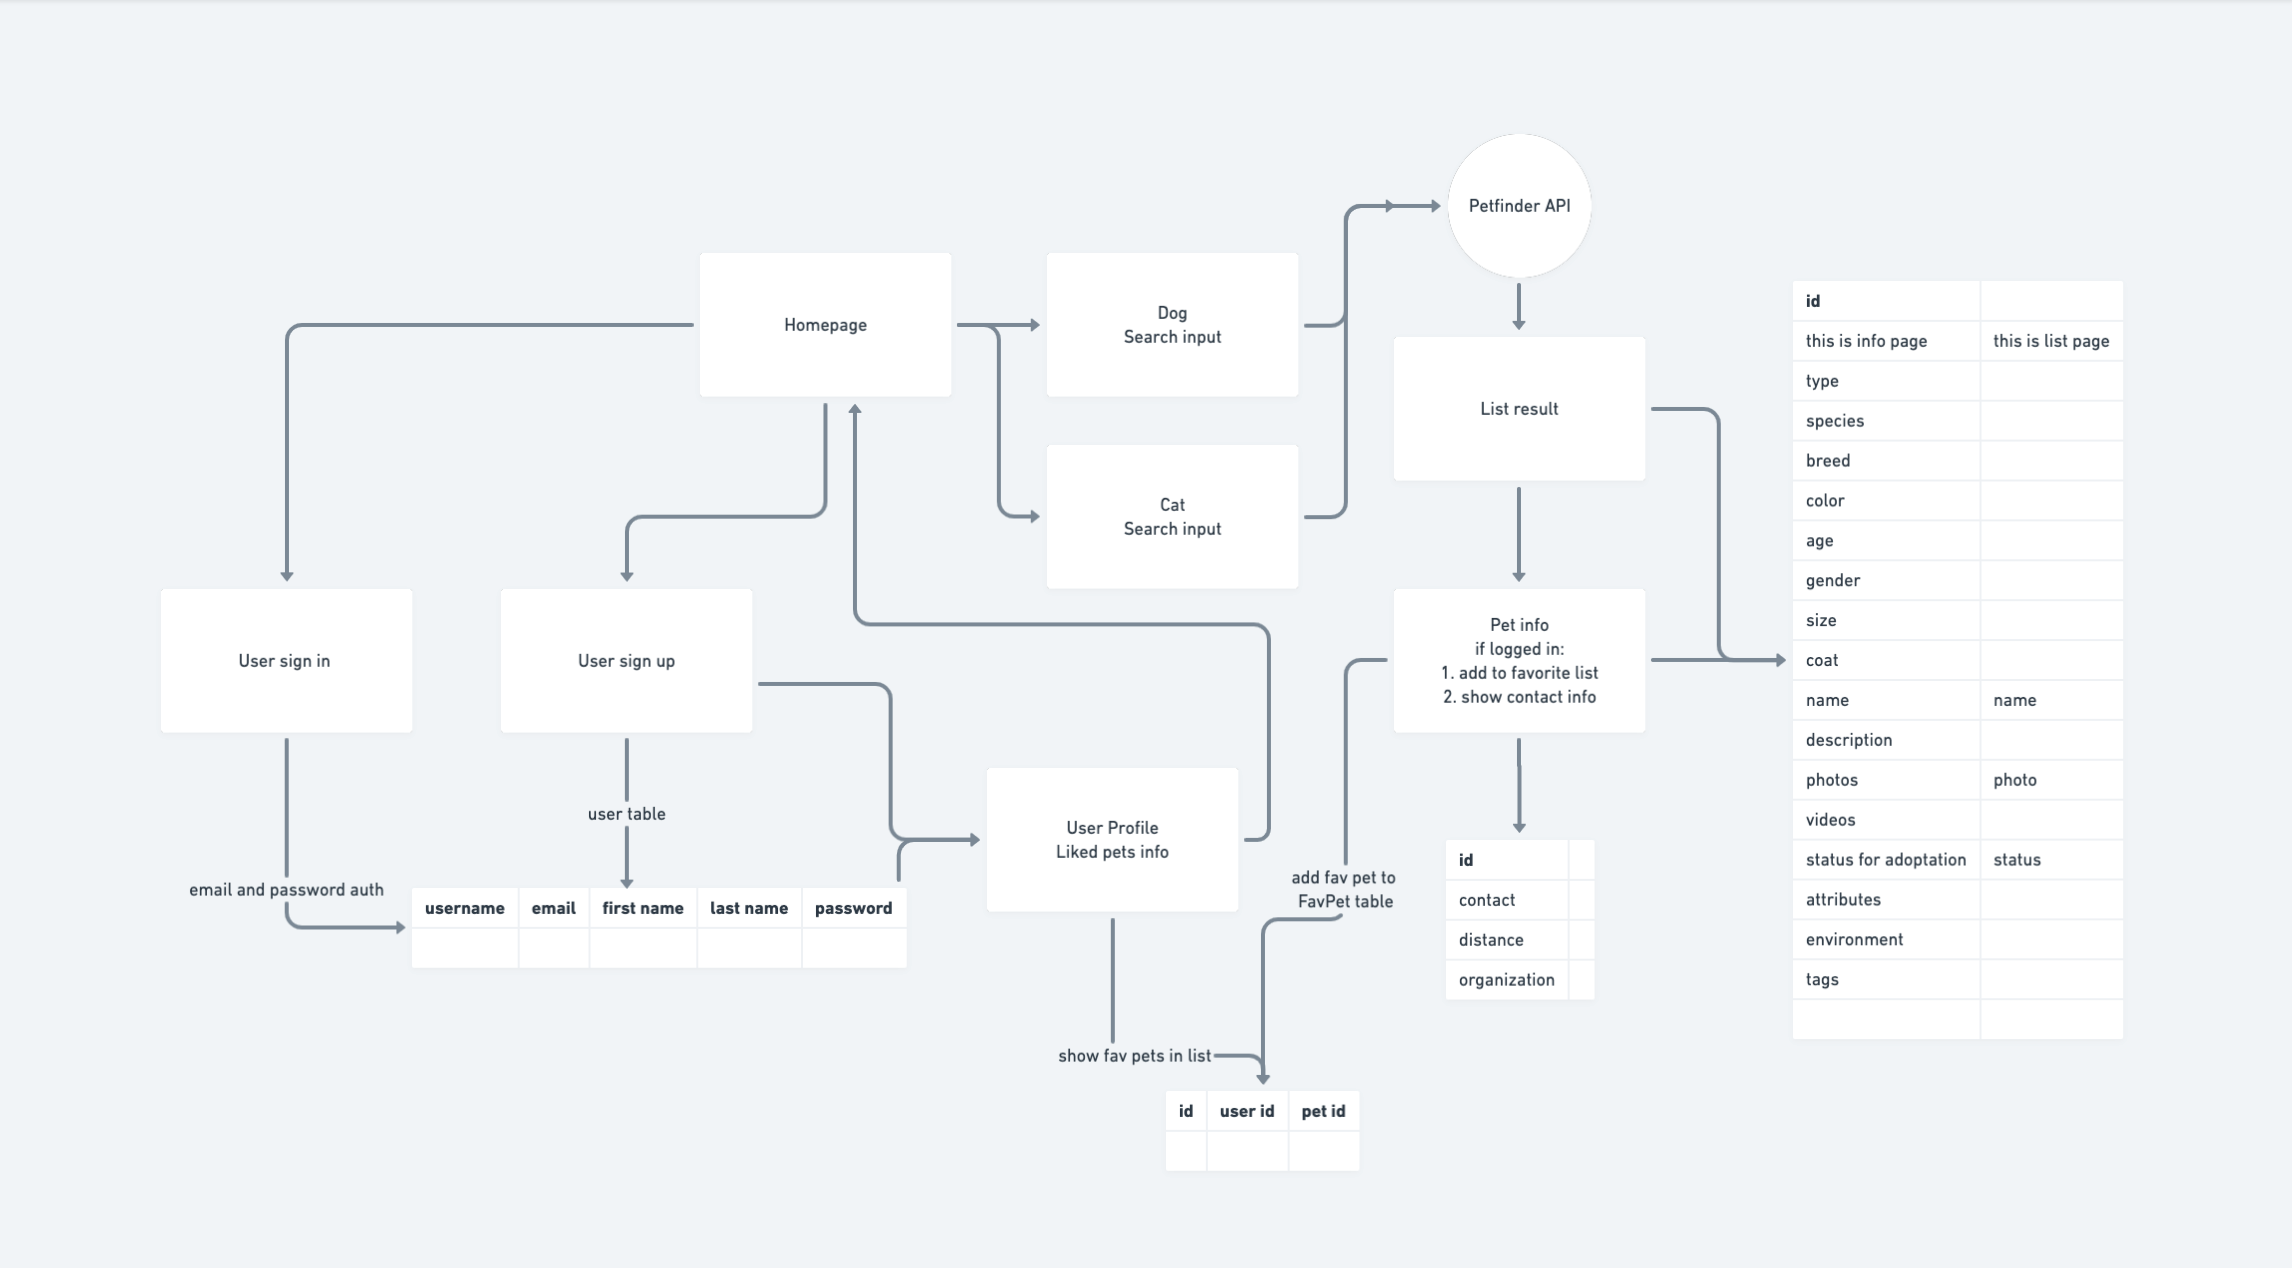 Petfinder API
Homepage
Dog
Search input
List result
Cat
Search input
User sign in
User sign up
Pet info
if logged in:
1. add to favorite list
2. show contact info
user table
User Profile
Liked pets info
email and password auth
username email first name last name password
add fav pet to
FavPet table
show fav pets in list
id user id pet id
id
contact
distance
organization
id
this is info page this is list page
type
species
breed
color
age
gender
size
coat
name name
description
photos photo
videos
status for adoptation status
attributes
environment
tags